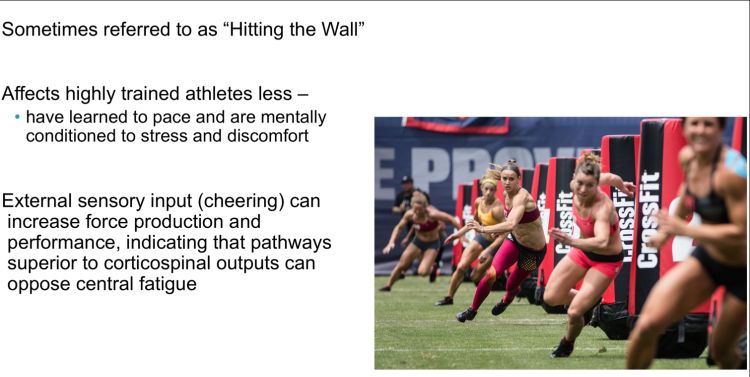 Sometimes referred to as “Hitting the Wall”
Affects highly trained athletes less –
• have learned to pace and are mentally
conditioned to stress and discomfort
External sensory input (cheering) can
increase force production and
performance, indicating that pathways
superior to corticospinal outputs can
oppose central fatigue
E PROVI
CrossFit
CrossFit
CrossFit